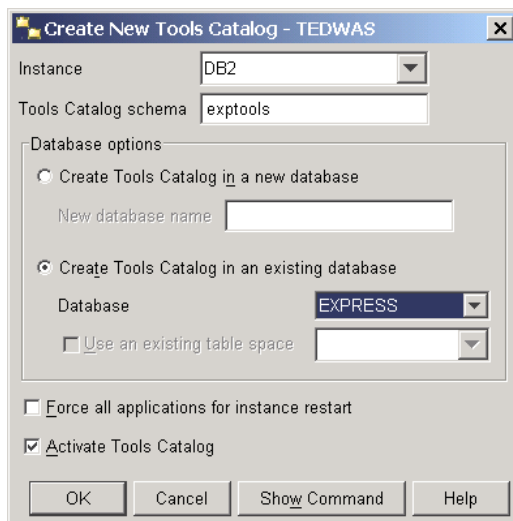 Create New Tools Catalog - TEDWAS
Instance DB2
Tools Catalog schema exptools
Database options
Create Tools Catalog in a new database
New database name
Create Tools Catalog in an existing database
Database EXPRESS
Use an existing table space
Force all applications for instance restart
Activate Tools Catalog
OK Cancel Show Command Help